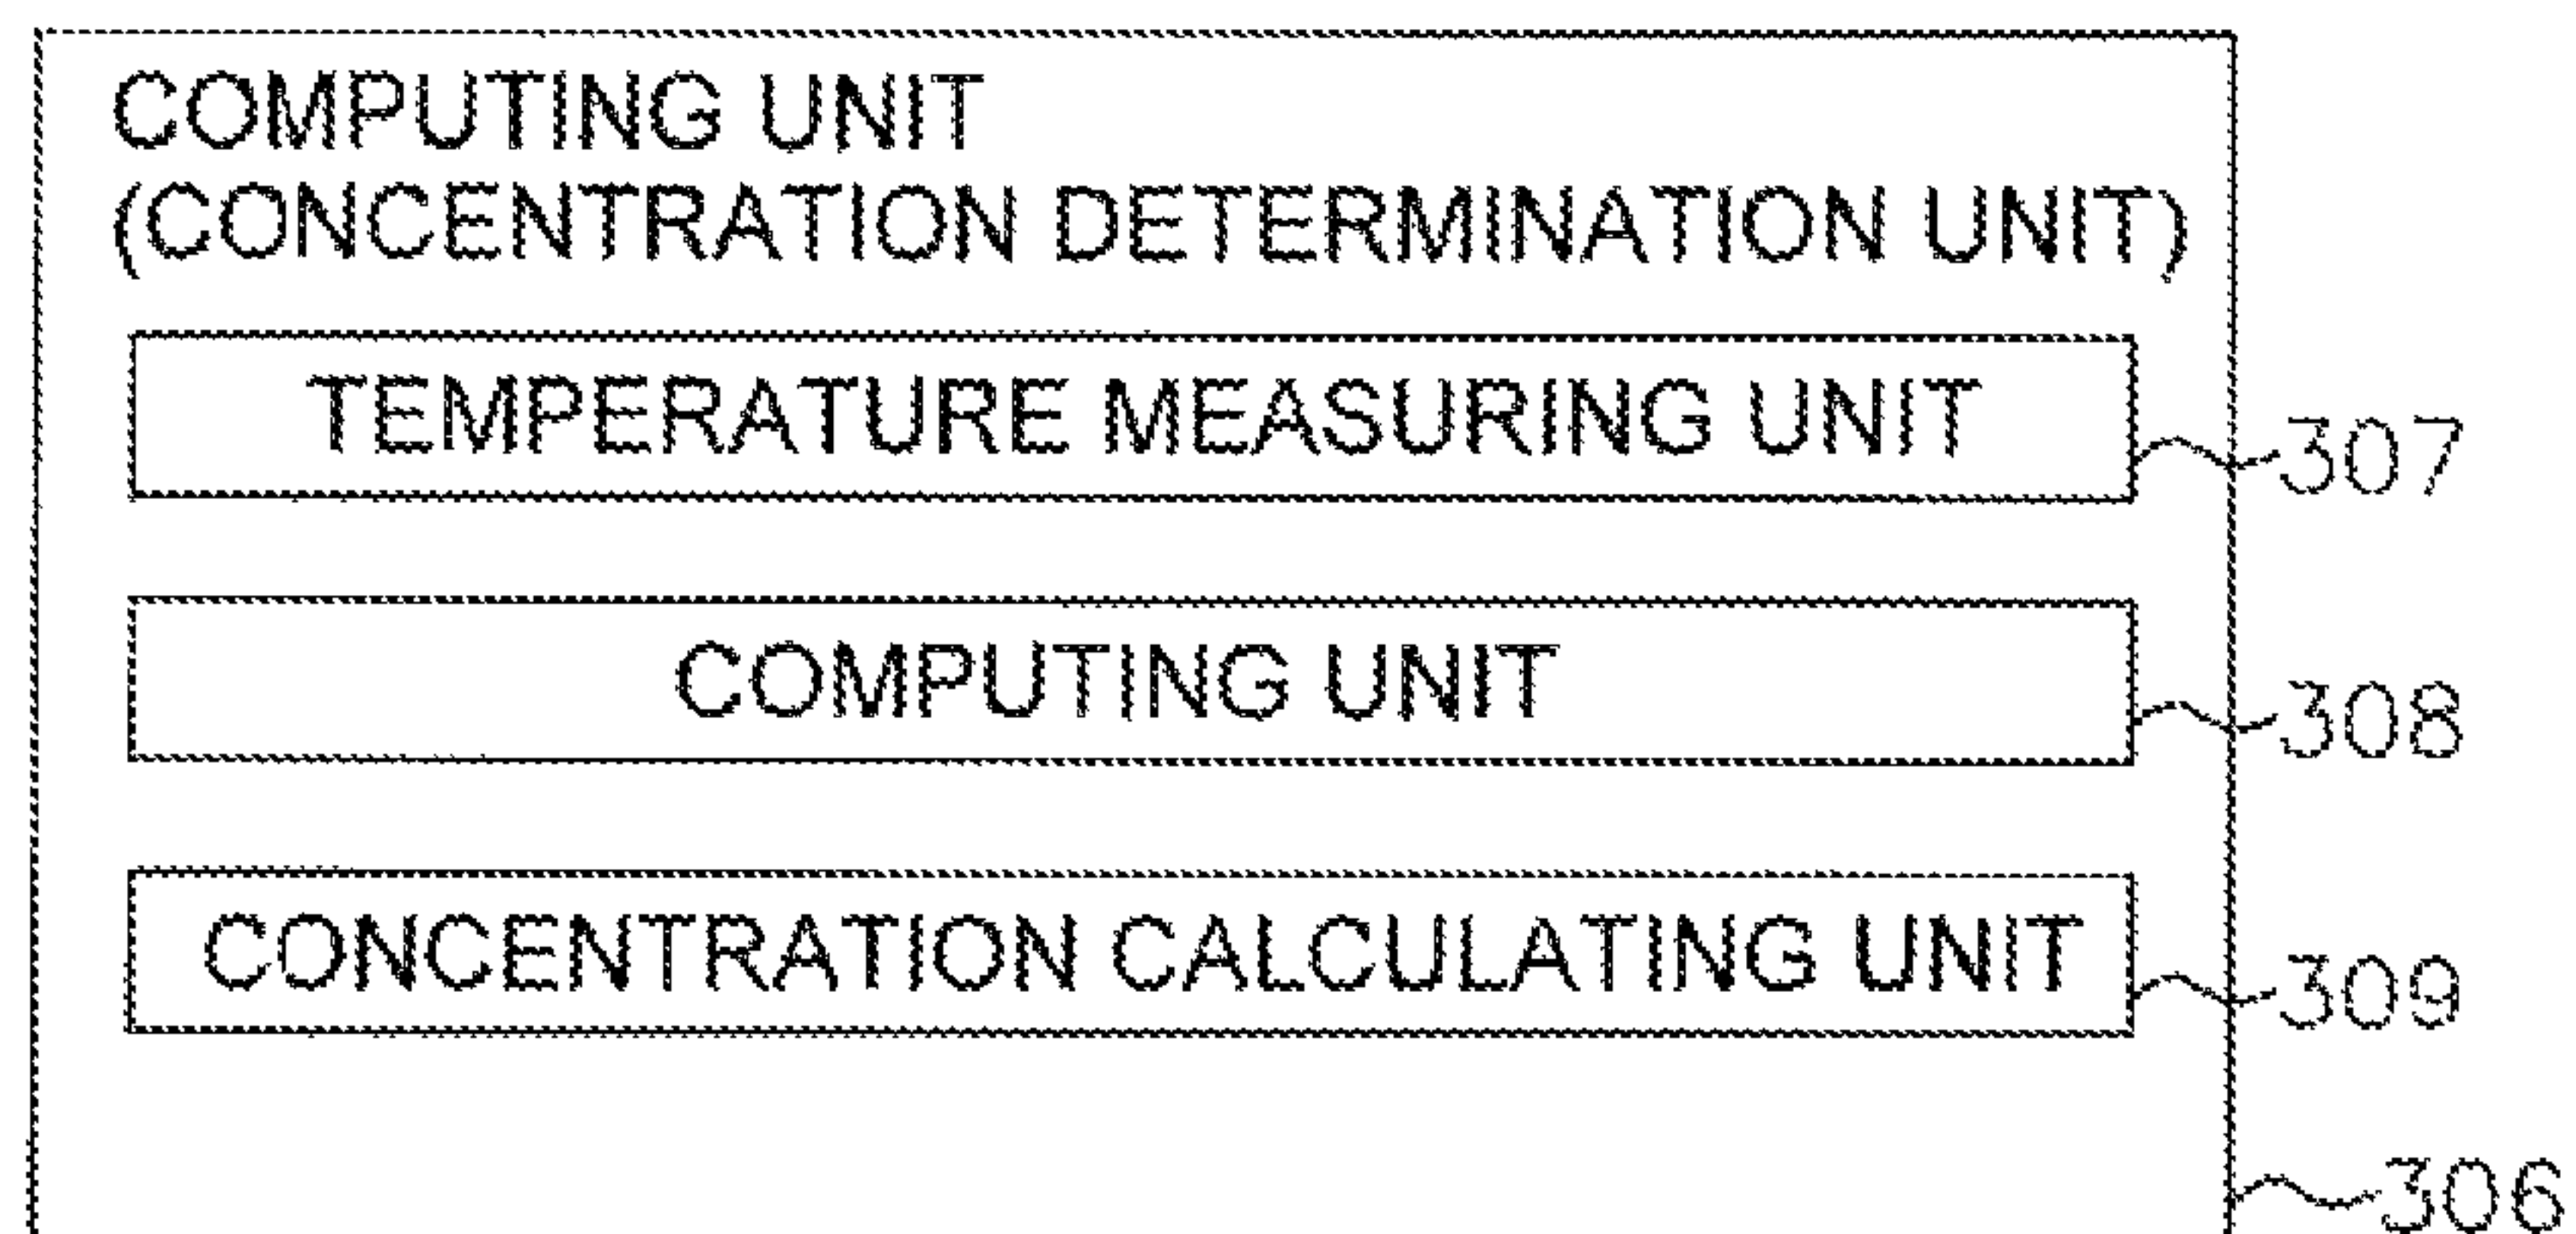 COMPUTING UNIT
(CONCENTRATION DETERMINATION UNIT)
TEMPERATURE MEASURING UNIT
307
COMPUTING UNIT
308
CONCENTRATION CALCULATING UNIT
309
306